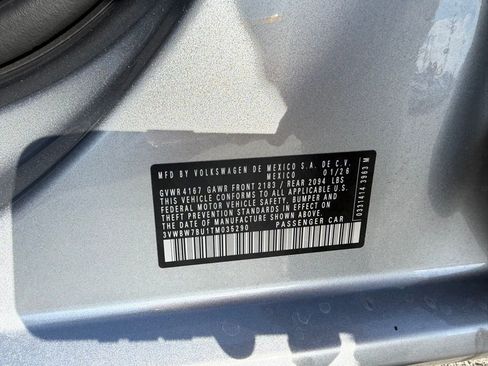 MFD BY VOLKSWAGEN DE MEXICO S.A. DE C.V.
MEXICO 01/26
GVWR 4167 GAWR FRONT 2183 / REAR 2094 LBS
THIS VEHICLE CONFORMS TO ALL APPLICABLE U.S.
FEDERAL MOTOR VEHICLE SAFETY, BUMPER AND
THEFT PREVENTION STANDARDS IN EFFECT ON
THE DATE OF MANUFACTURE SHOWN ABOVE.
3VWBW7BU1TM035290 PASSENGER CAR
0331414 3963 M